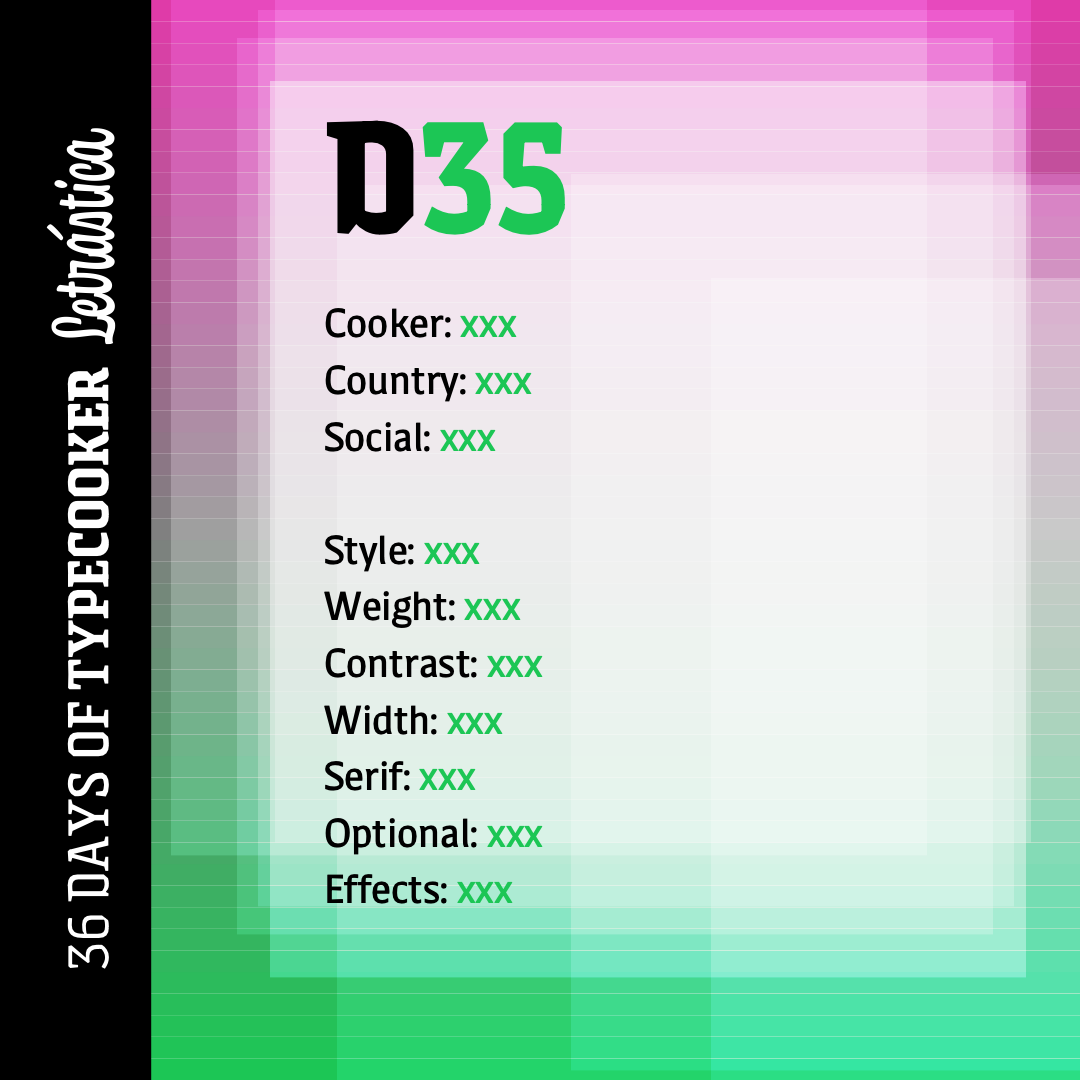 36 DAYS OF TYPECOOKER Letrástica
D35
Cooker: xxx
Country: xxx
Social: xxx
Style: xxx
Weight: xxx
Contrast: xxx
Width: xxx
Serif: xxx
Optional: xxx
Effects: xxx